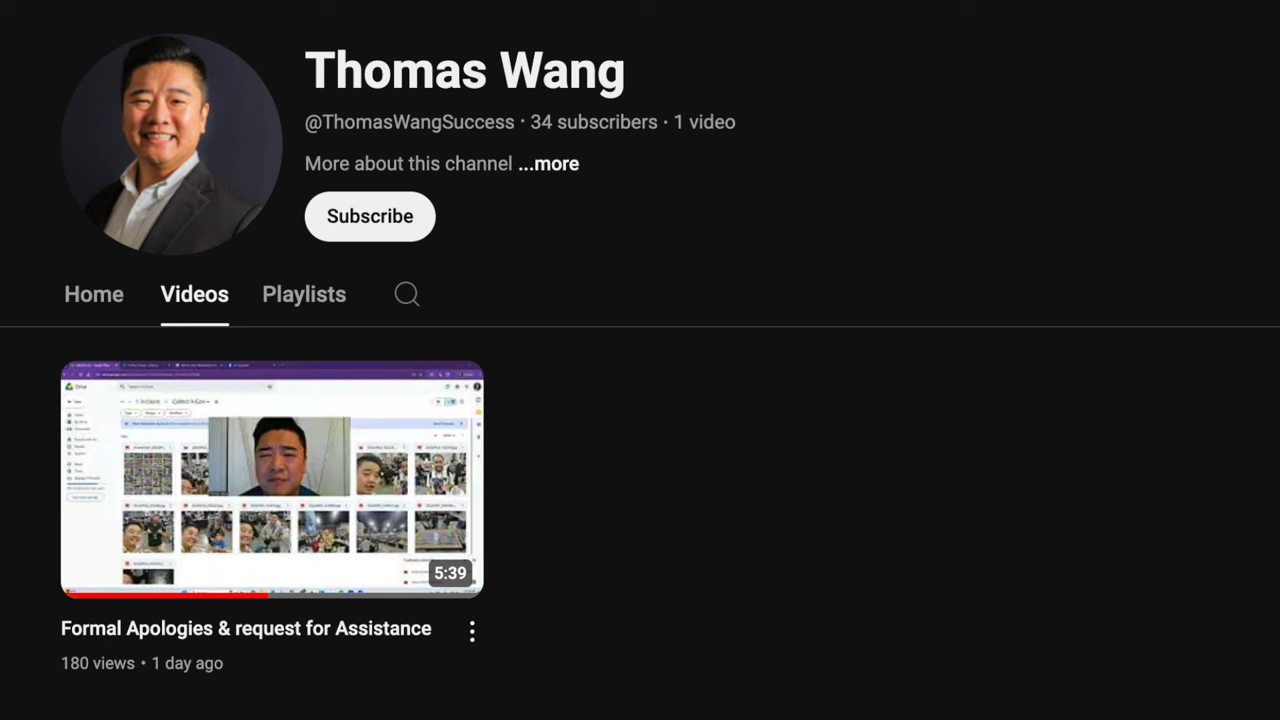 Thomas Wang
@ThomasWangSuccess · 34 subscribers · 1 video
More about this channel ...more
Subscribe
Home Videos Playlists
Drive
5:39
Formal Apologies & request for Assistance
180 views • 1 day ago